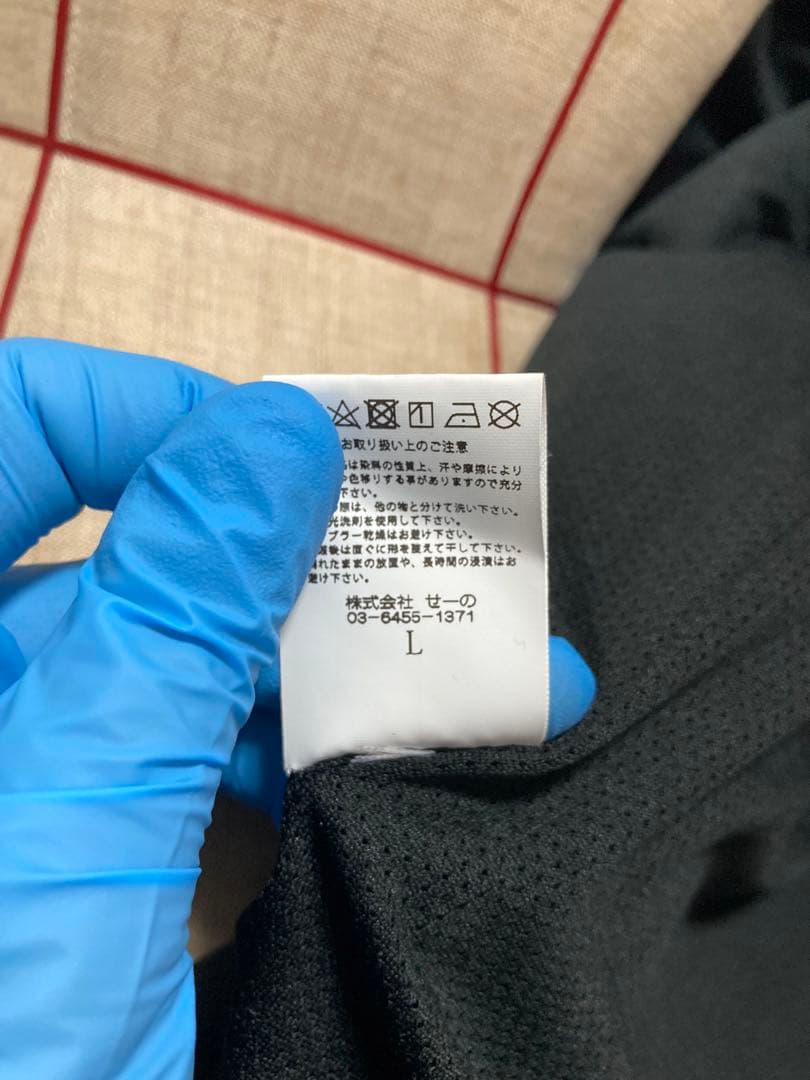 お取り扱い上のご注意
は染料の性質上、汗や摩擦により
や色移りする事がありますので充分
下さい。
際は、他の物と分けて洗い下さい。
光洗剤を使用して下さい。
ブラー乾燥はお避け下さい。
後は直ぐに形を整えて干して下さい。
れたままの放置や、長時間の浸漬はお
避け下さい。
株式会社 せーの
03-6455-1371
L